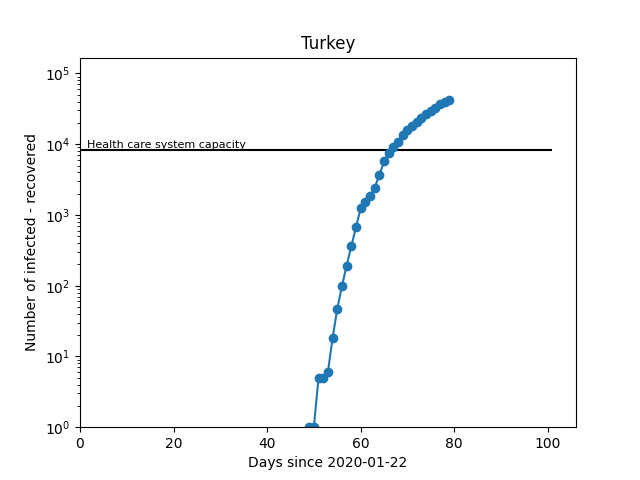 Turkey
10^5
10^4
10^3
10^2
10^1
10^0
Health care system capacity
Number of infected - recovered
0 20 40 60 80 100
Days since 2020-01-22